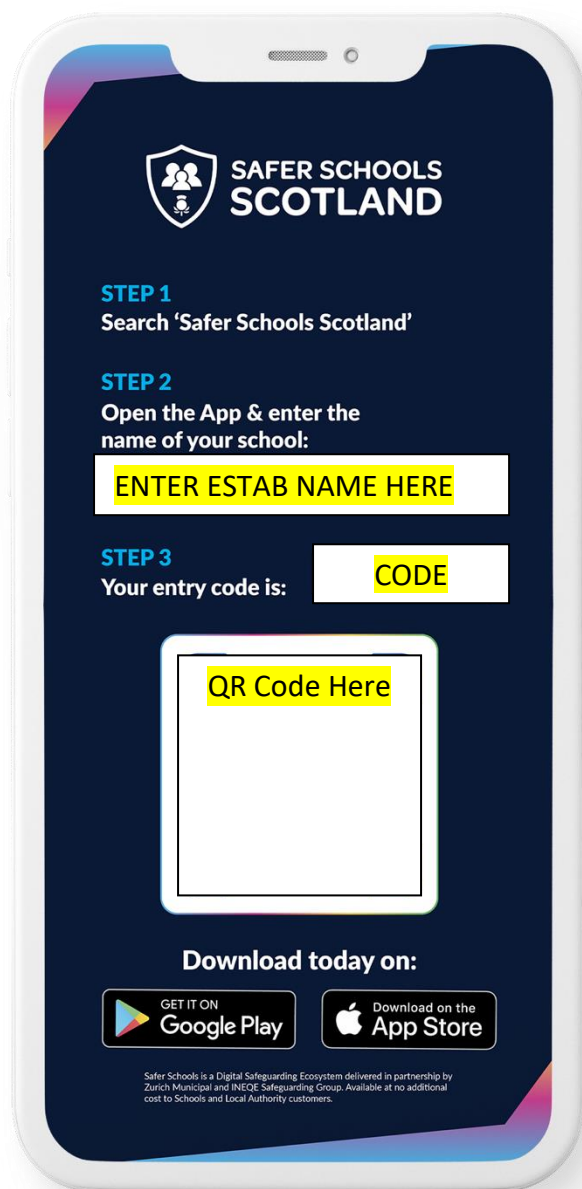 SAFER SCHOOLS
SCOTLAND
STEP 1
Search ‘Safer Schools Scotland’
STEP 2
Open the App & enter the
name of your school:
ENTER ESTAB NAME HERE
STEP 3
Your entry code is:
CODE
QR Code Here
Download today on:
GET IT ON
Google Play
Download on the
App Store
Safer Schools is a Digital Safeguarding Ecosystem delivered in partnership by
Zurich Municipal and INEQE Safeguarding Group. Available at no additional
cost to Schools and Local Authority customers.